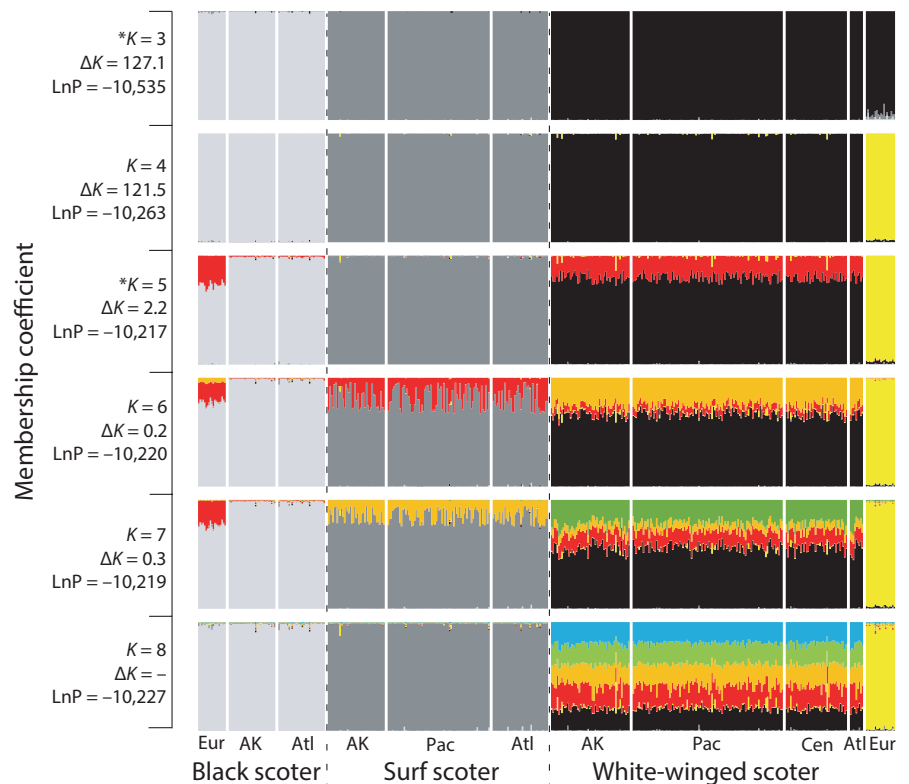 Membership coefficient
*K = 3
ΔK = 127.1
LnP = –10,535
K = 4
ΔK = 121.5
LnP = –10,263
*K = 5
ΔK = 2.2
LnP = –10,217
K = 6
ΔK = 0.2
LnP = –10,220
K = 7
ΔK = 0.3
LnP = –10,219
K = 8
ΔK = –
LnP = –10,227
Eur AK Atl AK Pac Atl AK Pac Cen Atl Eur
Black scoter Surf scoter White-winged scoter